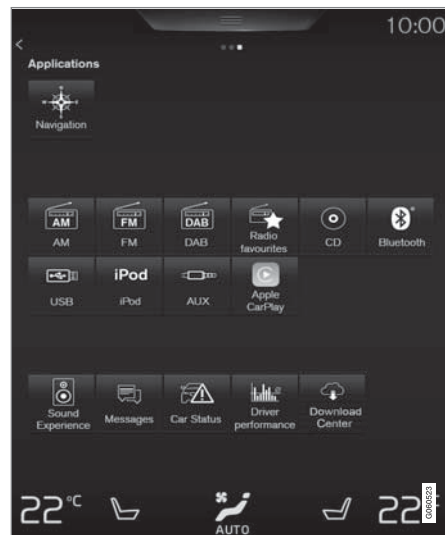 10:00
Applications
Navigation
AM FM DAB
AM FM DAB Radio favourites CD Bluetooth
iPod
USB iPod AUX Apple CarPlay
Sound Experience Messages Car Status Driver performance Download Center
22°C 22°
AUTO
G060523